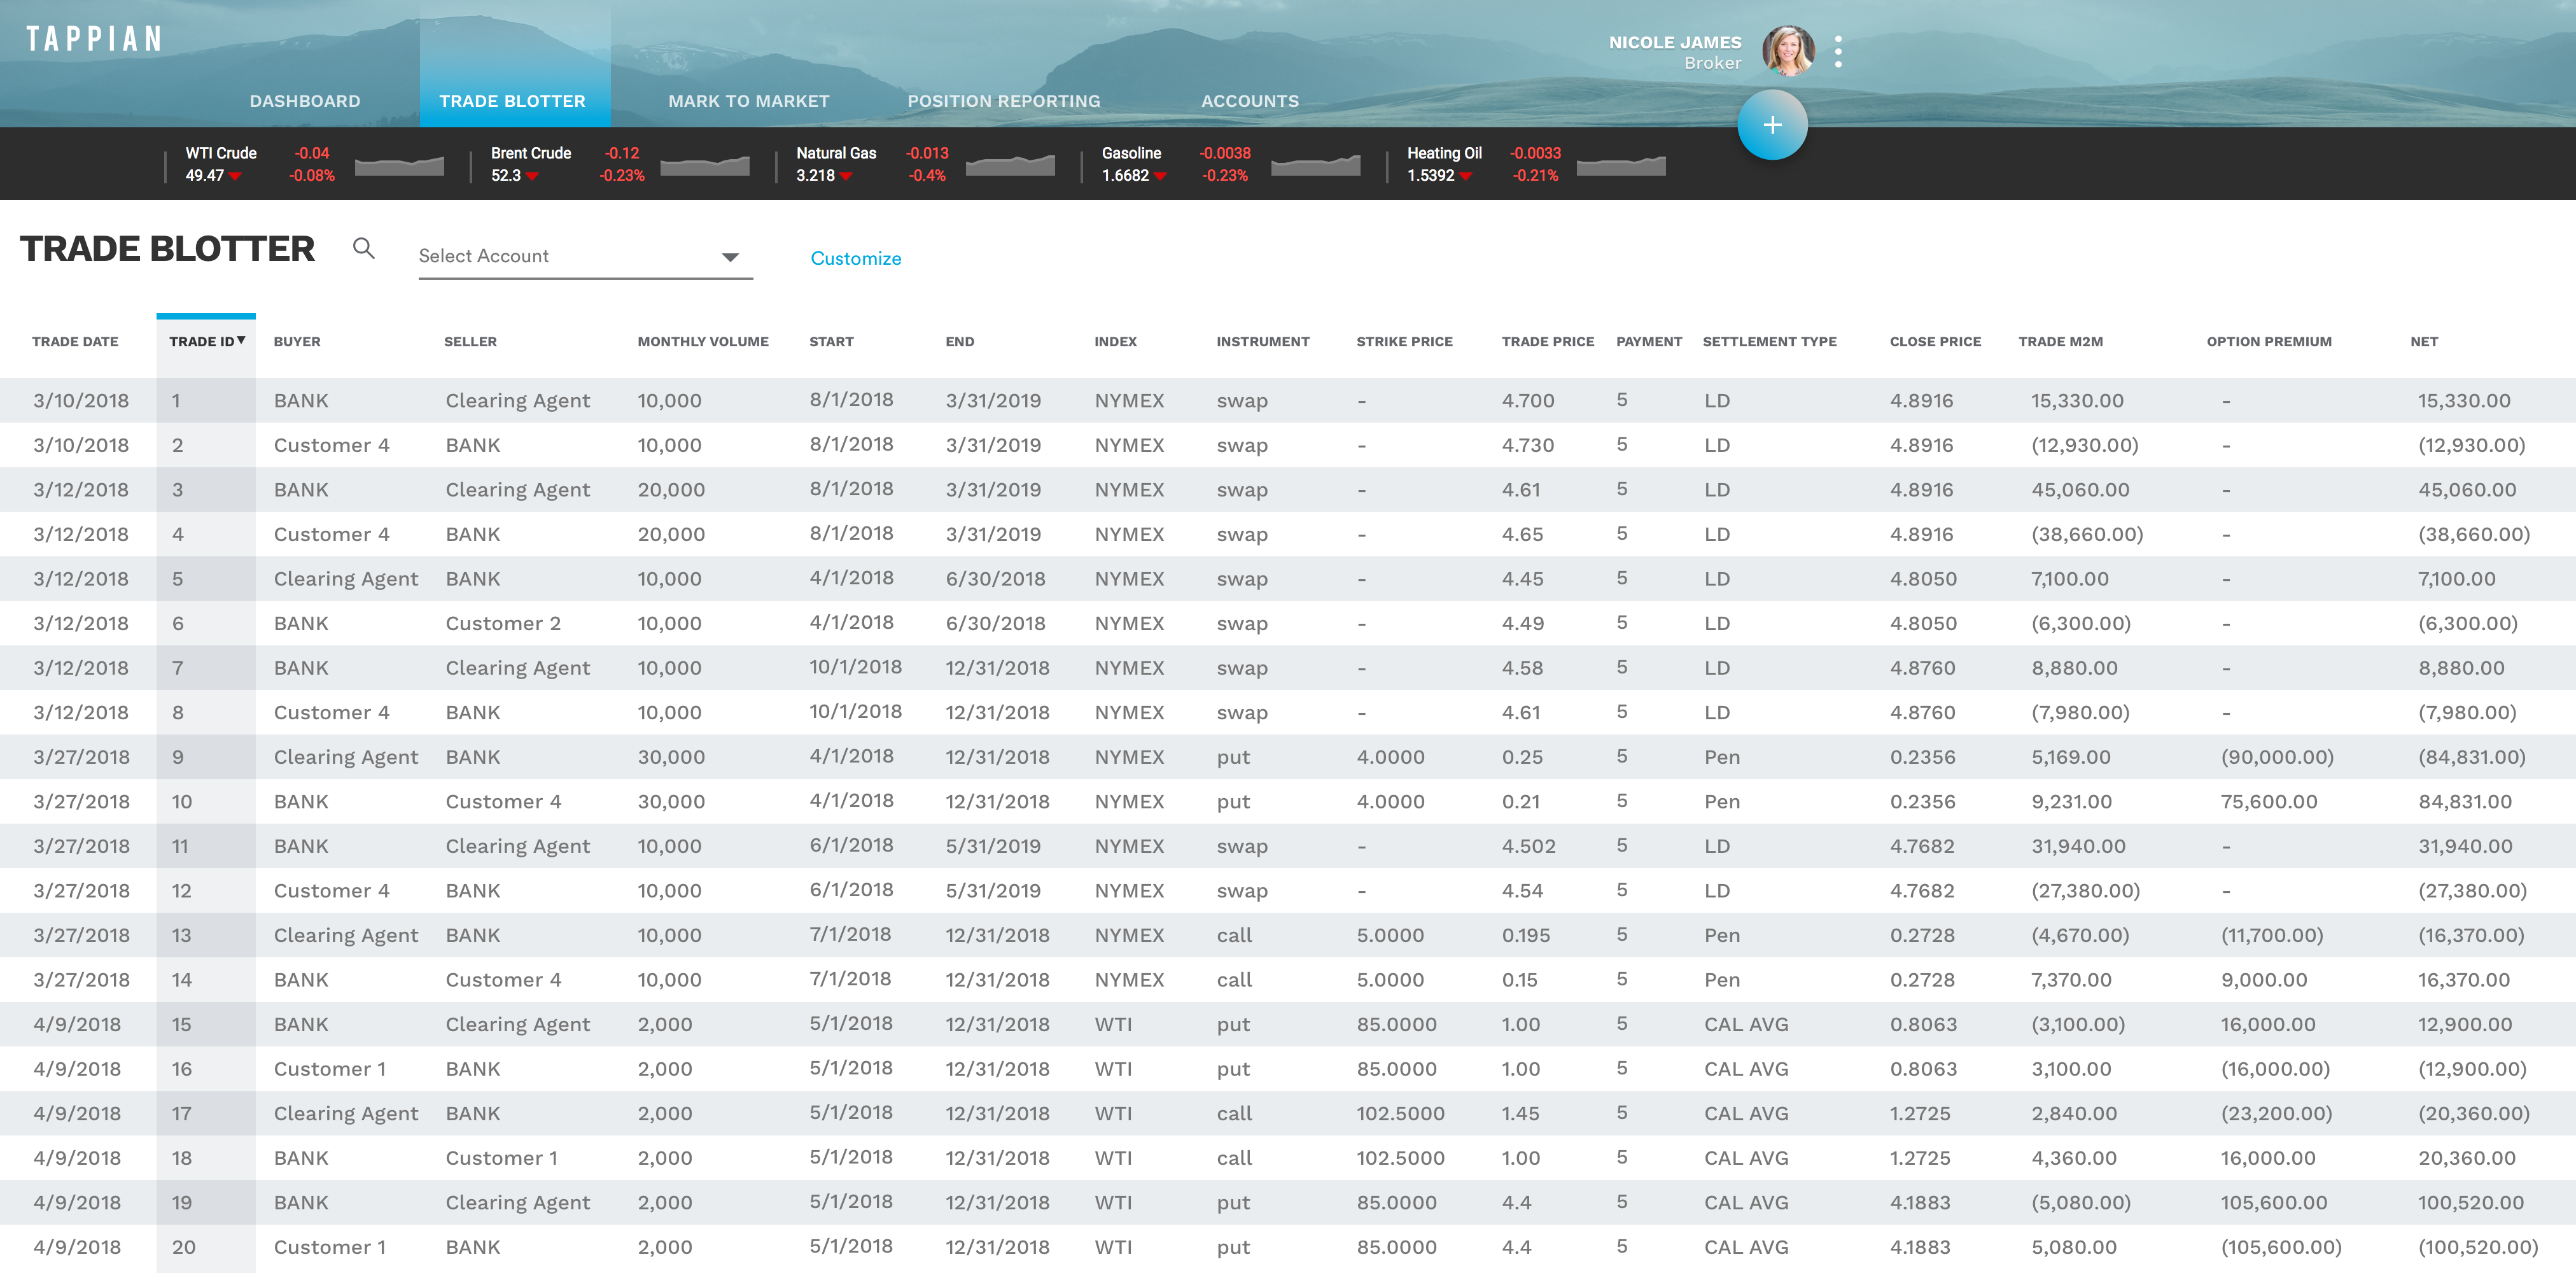 TAPPIAN
NICOLE JAMES
Broker
DASHBOARD TRADE BLOTTER MARK TO MARKET POSITION REPORTING ACCOUNTS
+
WTI Crude -0.04 Brent Crude -0.12 Natural Gas -0.013 Gasoline -0.0038 Heating Oil -0.0033
49.47 -0.08% 52.3 -0.23% 3.218 -0.4% 1.6682 -0.23% 1.5392 -0.21%
TRADE BLOTTER Select Account Customize
TRADE DATE TRADE ID BUYER SELLER MONTHLY VOLUME START END INDEX INSTRUMENT STRIKE PRICE TRADE PRICE PAYMENT SETTLEMENT TYPE CLOSE PRICE TRADE M2M OPTION PREMIUM NET
3/10/2018 1 BANK Clearing Agent 10,000 8/1/2018 3/31/2019 NYMEX swap - 4.700 5 LD 4.8916 15,330.00 - 15,330.00
3/10/2018 2 Customer 4 BANK 10,000 8/1/2018 3/31/2019 NYMEX swap - 4.730 5 LD 4.8916 (12,930.00) - (12,930.00)
3/12/2018 3 BANK Clearing Agent 20,000 8/1/2018 3/31/2019 NYMEX swap - 4.61 5 LD 4.8916 45,060.00 - 45,060.00
3/12/2018 4 Customer 4 BANK 20,000 8/1/2018 3/31/2019 NYMEX swap - 4.65 5 LD 4.8916 (38,660.00) - (38,660.00)
3/12/2018 5 Clearing Agent BANK 10,000 4/1/2018 6/30/2018 NYMEX swap - 4.45 5 LD 4.8050 7,100.00 - 7,100.00
3/12/2018 6 BANK Customer 2 10,000 4/1/2018 6/30/2018 NYMEX swap - 4.49 5 LD 4.8050 (6,300.00) - (6,300.00)
3/12/2018 7 BANK Clearing Agent 10,000 10/1/2018 12/31/2018 NYMEX swap - 4.58 5 LD 4.8760 8,880.00 - 8,880.00
3/12/2018 8 Customer 4 BANK 10,000 10/1/2018 12/31/2018 NYMEX swap - 4.61 5 LD 4.8760 (7,980.00) - (7,980.00)
3/27/2018 9 Clearing Agent BANK 30,000 4/1/2018 12/31/2018 NYMEX put 4.0000 0.25 5 Pen 0.2356 5,169.00 (90,000.00) (84,831.00)
3/27/2018 10 BANK Customer 4 30,000 4/1/2018 12/31/2018 NYMEX put 4.0000 0.21 5 Pen 0.2356 9,231.00 75,600.00 84,831.00
3/27/2018 11 BANK Clearing Agent 10,000 6/1/2018 5/31/2019 NYMEX swap - 4.502 5 LD 4.7682 31,940.00 - 31,940.00
3/27/2018 12 Customer 4 BANK 10,000 6/1/2018 5/31/2019 NYMEX swap - 4.54 5 LD 4.7682 (27,380.00) - (27,380.00)
3/27/2018 13 Clearing Agent BANK 10,000 7/1/2018 12/31/2018 NYMEX call 5.0000 0.195 5 Pen 0.2728 (4,670.00) (11,700.00) (16,370.00)
3/27/2018 14 BANK Customer 4 10,000 7/1/2018 12/31/2018 NYMEX call 5.0000 0.15 5 Pen 0.2728 7,370.00 9,000.00 16,370.00
4/9/2018 15 BANK Clearing Agent 2,000 5/1/2018 12/31/2018 WTI put 85.0000 1.00 5 CAL AVG 0.8063 (3,100.00) 16,000.00 12,900.00
4/9/2018 16 Customer 1 BANK 2,000 5/1/2018 12/31/2018 WTI put 85.0000 1.00 5 CAL AVG 0.8063 3,100.00 (16,000.00) (12,900.00)
4/9/2018 17 Clearing Agent BANK 2,000 5/1/2018 12/31/2018 WTI call 102.5000 1.45 5 CAL AVG 1.2725 2,840.00 (23,200.00) (20,360.00)
4/9/2018 18 BANK Customer 1 2,000 5/1/2018 12/31/2018 WTI call 102.5000 1.00 5 CAL AVG 1.2725 4,360.00 16,000.00 20,360.00
4/9/2018 19 BANK Clearing Agent 2,000 5/1/2018 12/31/2018 WTI put 85.0000 4.4 5 CAL AVG 4.1883 (5,080.00) 105,600.00 100,520.00
4/9/2018 20 Customer 1 BANK 2,000 5/1/2018 12/31/2018 WTI put 85.0000 4.4 5 CAL AVG 4.1883 5,080.00 (105,600.00) (100,520.00)